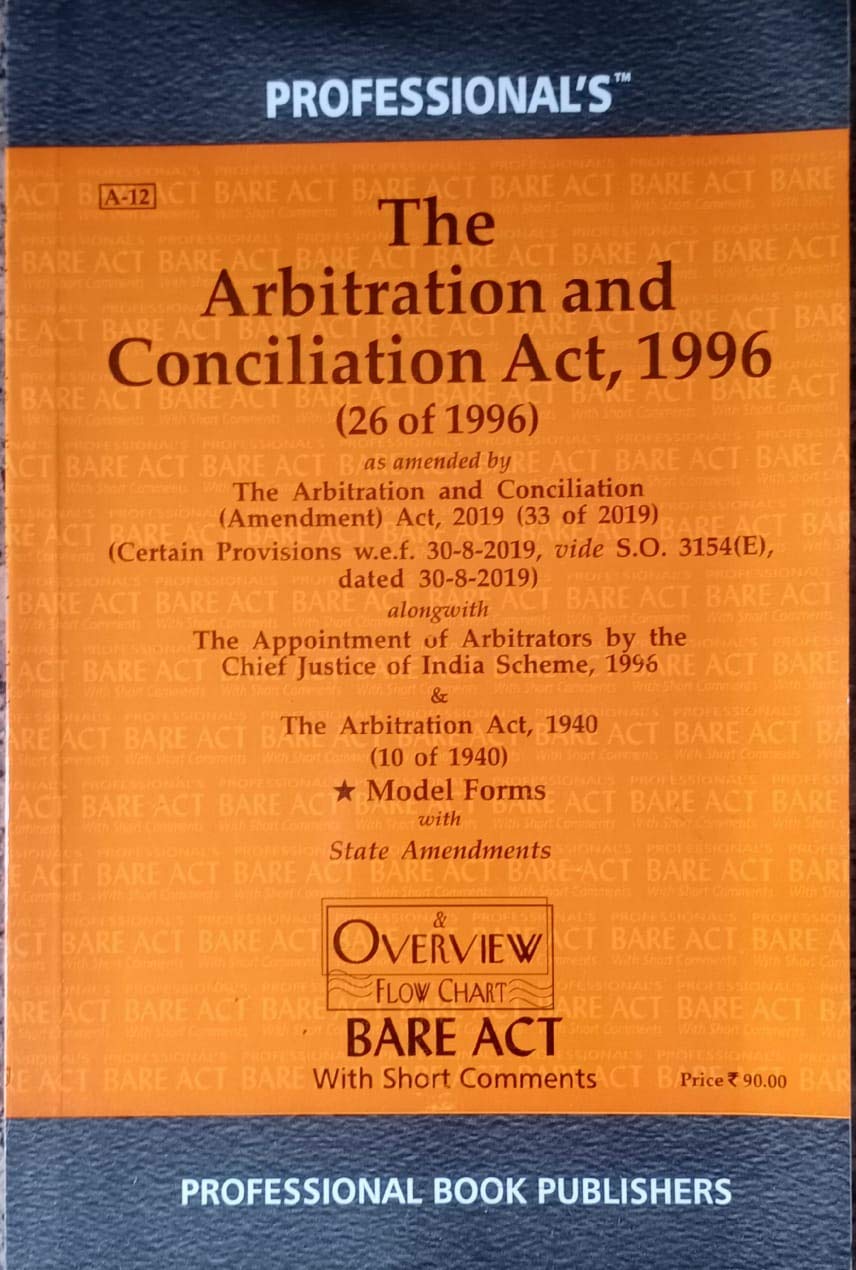 PROFESSIONAL'S™
A-12
The
Arbitration and
Conciliation Act, 1996
(26 of 1996)
as amended by
The Arbitration and Conciliation
(Amendment) Act, 2019 (33 of 2019)
(Certain Provisions w.e.f. 30-8-2019, vide S.O. 3154(E),
dated 30-8-2019)
alongwith
The Appointment of Arbitrators by the
Chief Justice of India Scheme, 1996
&
The Arbitration Act, 1940
(10 of 1940)
★ Model Forms
with
State Amendments
&
OVERVIEW
FLOW CHART
BARE ACT
With Short Comments
Price ₹ 90.00
PROFESSIONAL BOOK PUBLISHERS